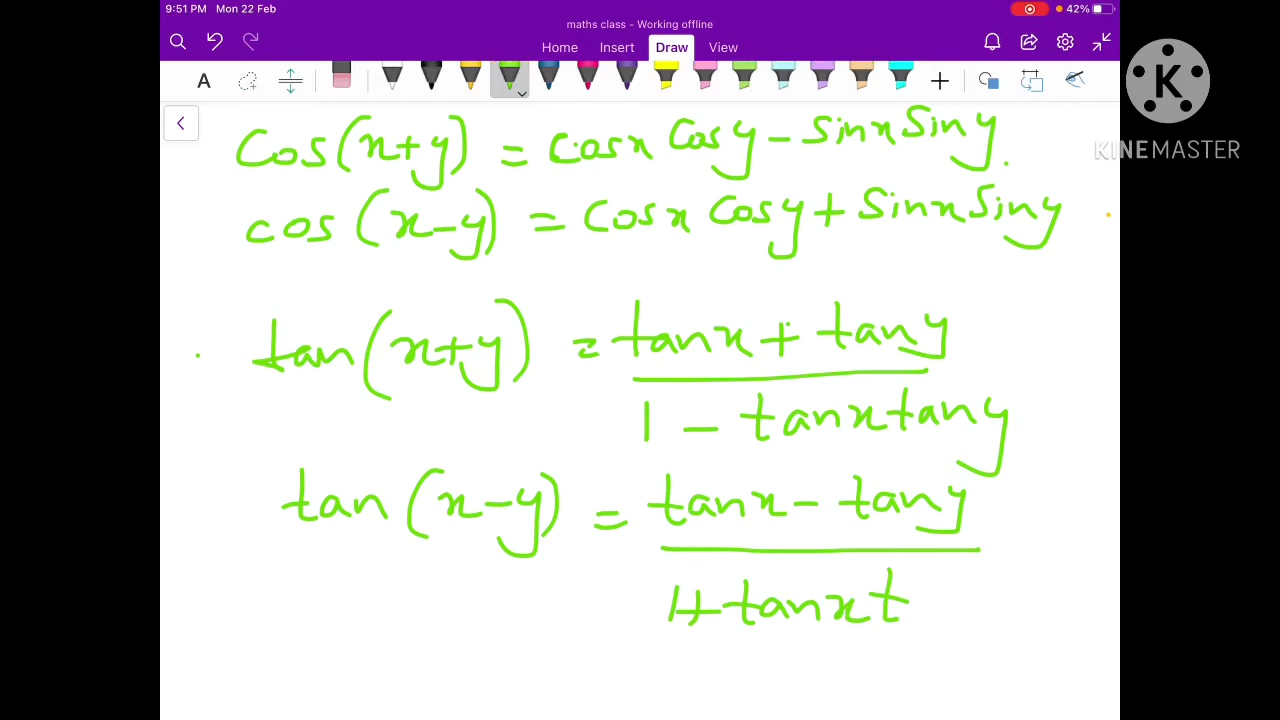 9:51 PM Mon 22 Feb
42%
maths class - Working offline
Home Insert Draw View
A
K
KINEMASTER
Cos(x+y) = cosx Cosy - Sinx Siny.
cos(x-y) = Cosx Cosy + Sinx Siny
tan(x+y) = tanx + tany
1 - tanx tany
tan(x-y) = tanx - tany
1+ tanx t